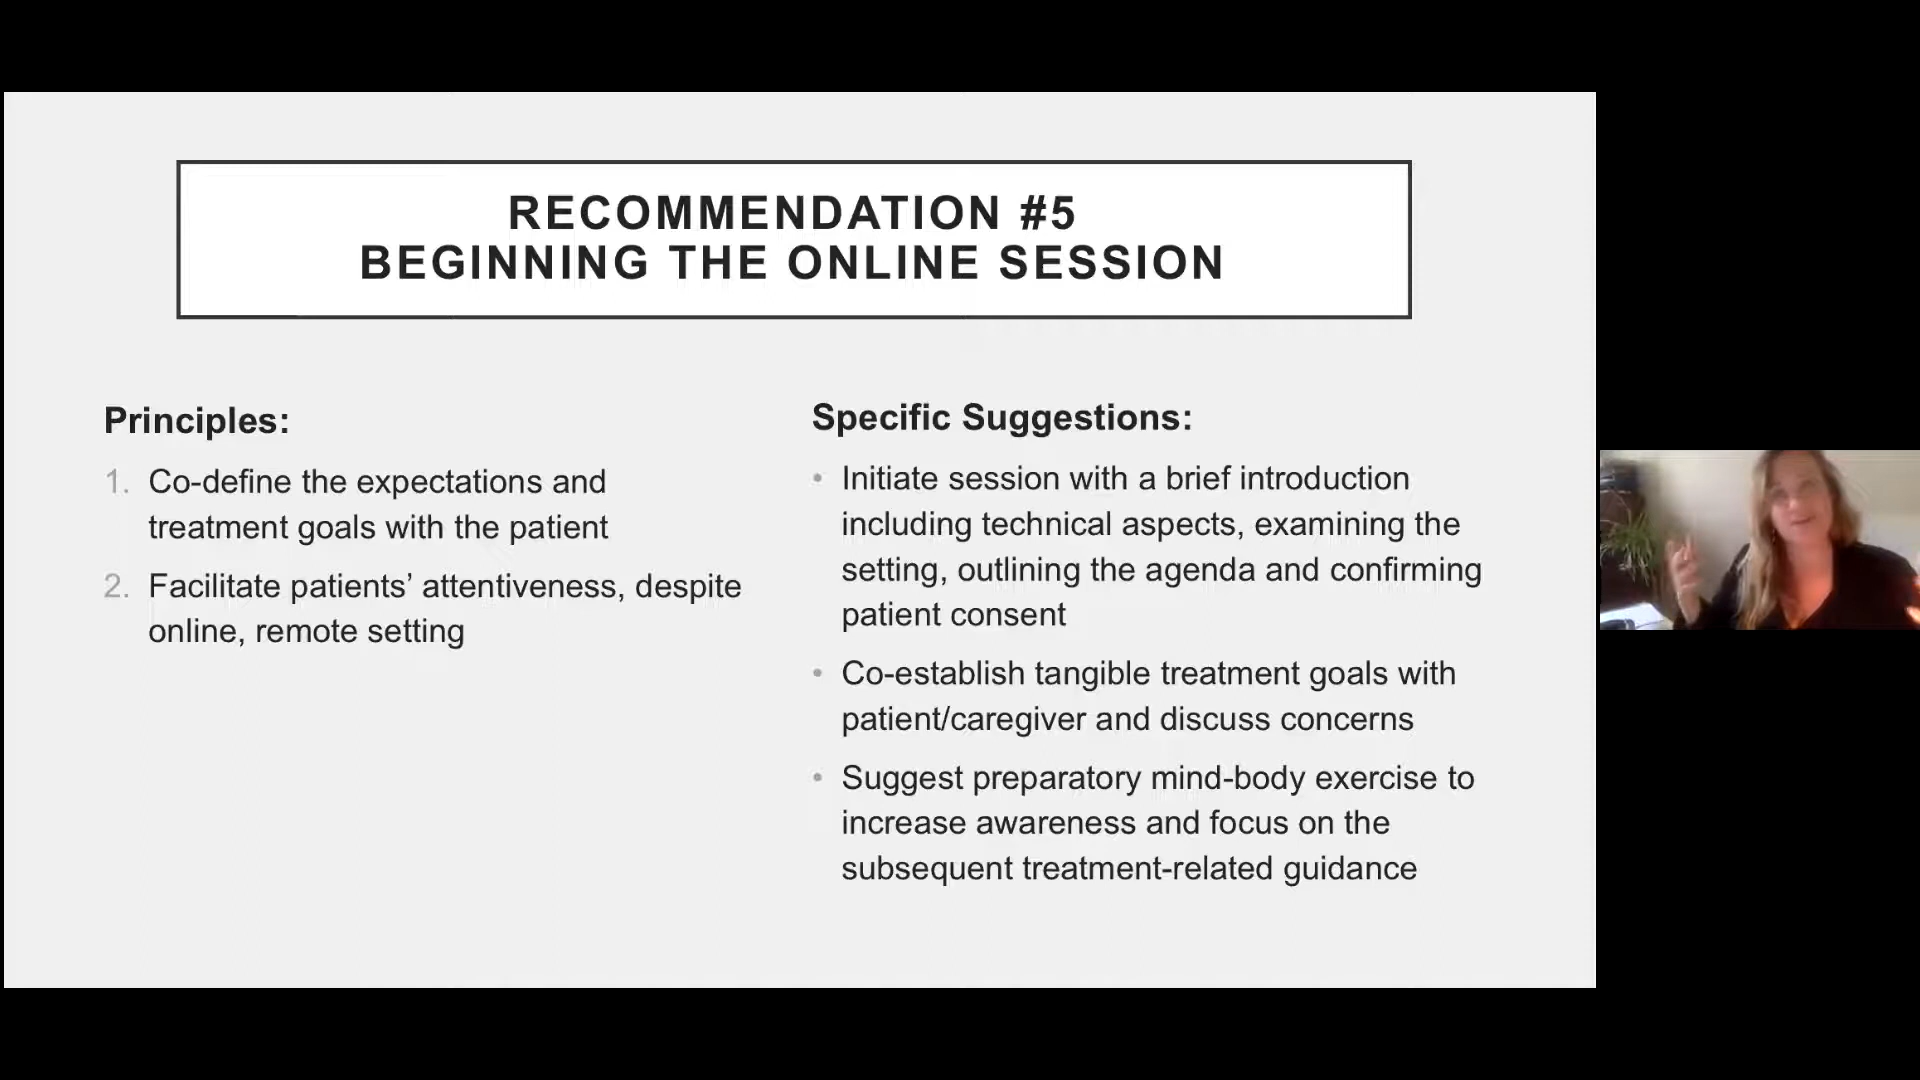 RECOMMENDATION #5
BEGINNING THE ONLINE SESSION
Principles:
1. Co-define the expectations and
treatment goals with the patient
2. Facilitate patients’ attentiveness, despite
online, remote setting
Specific Suggestions:
• Initiate session with a brief introduction
including technical aspects, examining the
setting, outlining the agenda and confirming
patient consent
• Co-establish tangible treatment goals with
patient/caregiver and discuss concerns
• Suggest preparatory mind-body exercise to
increase awareness and focus on the
subsequent treatment-related guidance